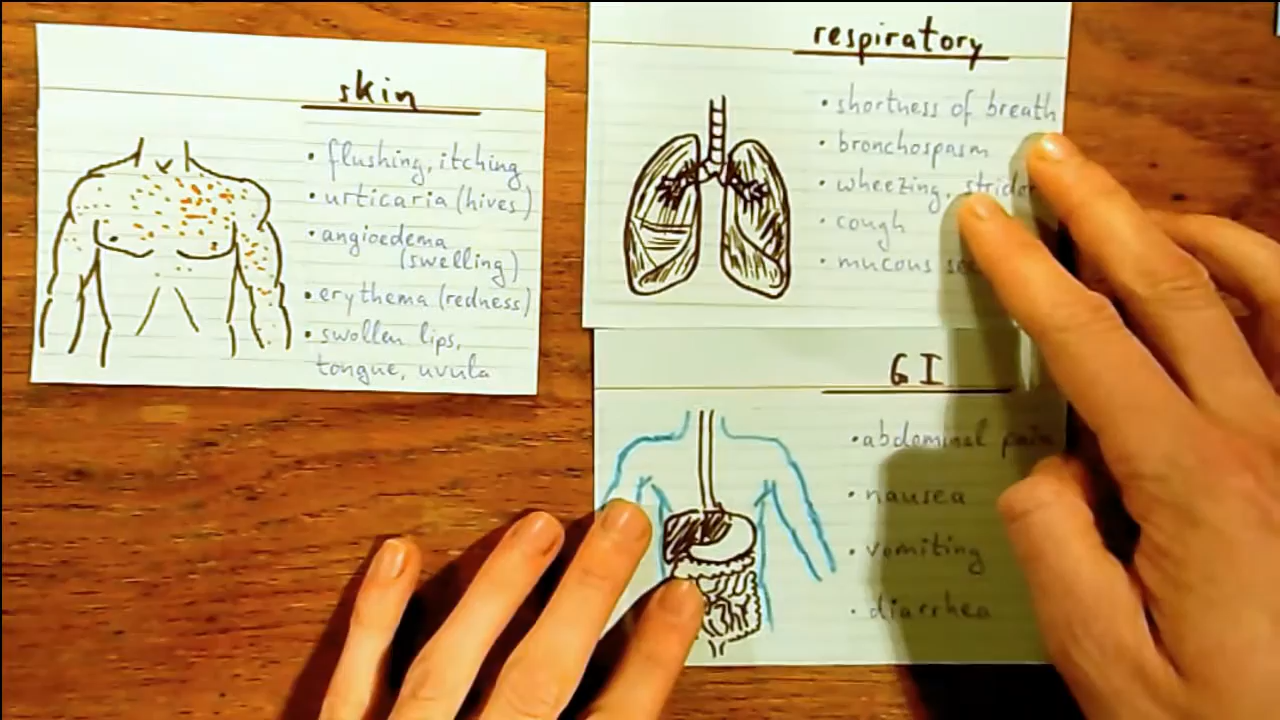 skin
• flushing, itching
• urticaria (hives)
• angioedema
(swelling)
• erythema (redness)
• swollen lips,
tongue, uvula
respiratory
• shortness of breath
• bronchospasm
• wheezing, stridor
• cough
• mucous
GI
• abdominal pain
• nausea
• vomiting
• diarrhea